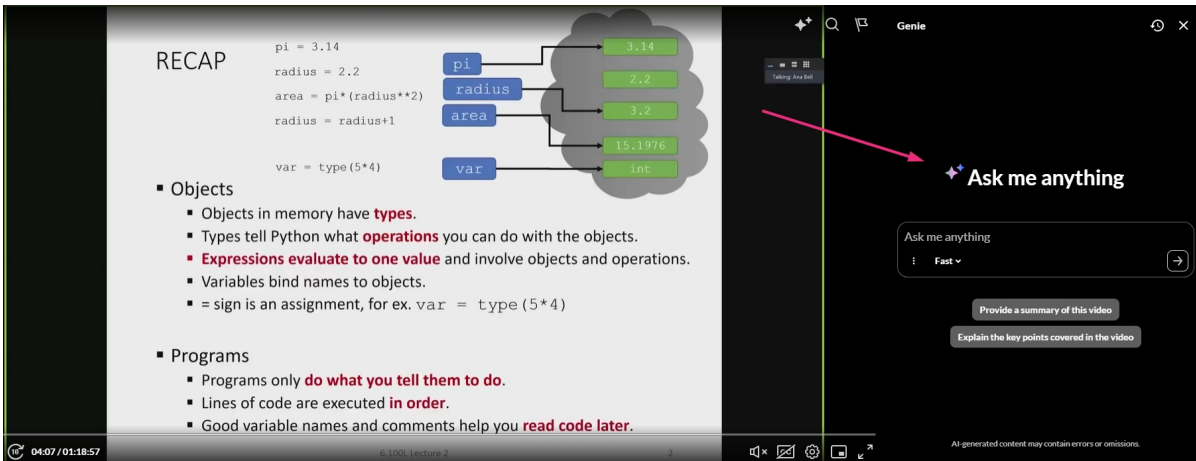 RECAP
pi = 3.14
radius = 2.2
area = pi*(radius**2)
radius = radius+1
var = type(5*4)
pi
radius
area
var
3.14
2.2
3.2
15.1976
int
▪ Objects
▪ Objects in memory have types.
▪ Types tell Python what operations you can do with the objects.
▪ Expressions evaluate to one value and involve objects and operations.
▪ Variables bind names to objects.
▪ = sign is an assignment, for ex. var = type(5*4)
▪ Programs
▪ Programs only do what you tell them to do.
▪ Lines of code are executed in order.
▪ Good variable names and comments help you read code later.
6.100L Lecture 2
2
Talking: Ana Bell
10
04:07 / 01:18:57
Genie
Ask me anything
Ask me anything
Fast
Provide a summary of this video
Explain the key points covered in the video
AI-generated content may contain errors or omissions.